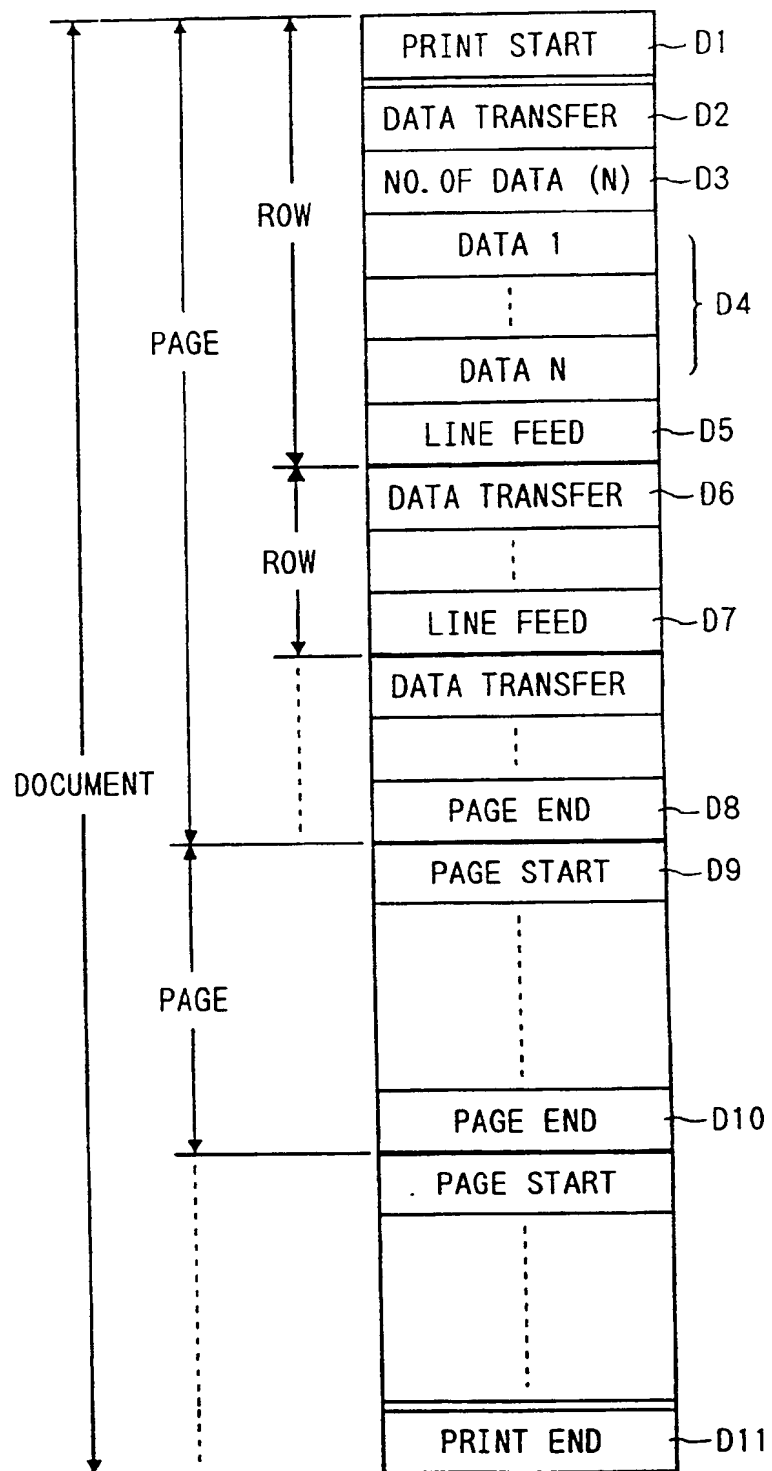 PRINT START D1
DATA TRANSFER D2
NO. OF DATA (N) D3
ROW
DATA 1
D4
PAGE
DATA N
LINE FEED D5
DATA TRANSFER D6
ROW
LINE FEED D7
DATA TRANSFER
DOCUMENT
PAGE END D8
PAGE START D9
PAGE
PAGE END D10
PAGE START
PRINT END D11